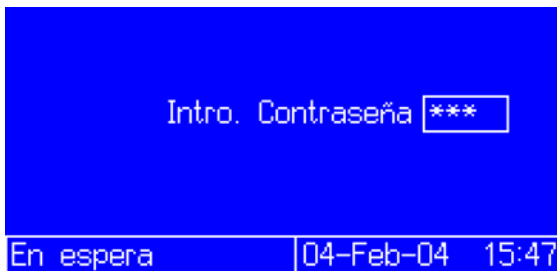 Intro. Contraseña ***
En espera 04-Feb-04 15:47